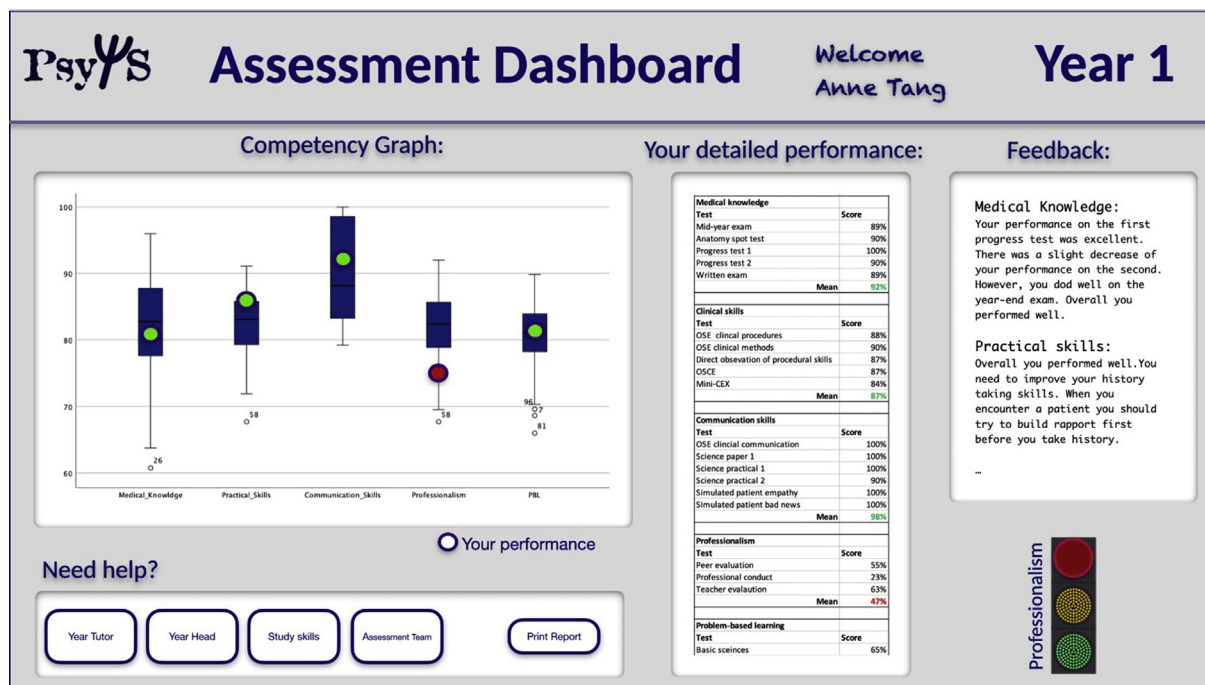 PsyΨS
Assessment Dashboard
Welcome
Anne Tang
Year 1
Competency Graph:
100
90
80
70
60
26
58
58
96
7
81
Medical_Knowldge
Practical_Skills
Communication_Skills
Professionalism
PBL
Your performance
Need help?
Year Tutor
Year Head
Study skills
Assessment Team
Print Report
Your detailed performance:
Medical knowledge
Test Score
Mid-year exam 89%
Anatomy spot test 90%
Progress test 1 100%
Progress test 2 90%
Written exam 89%
Mean 92%
Clinical skills
Test Score
OSE clincal procedures 88%
OSE clinical methods 90%
Direct obsevation of procedural skills 87%
OSCE 87%
Mini-CEX 84%
Mean 87%
Communication skills
Test Score
OSE clincial communication 100%
Science paper 1 100%
Science practical 1 100%
Science practical 2 90%
Simulated patient empathy 100%
Simulated patient bad news 100%
Mean 98%
Professionalism
Test Score
Peer evaluation 55%
Professional conduct 23%
Teacher evalaution 63%
Mean 47%
Problem-based learning
Test Score
Basic sceinces 65%
Feedback:
Medical Knowledge:
Your performance on the first
progress test was excellent.
There was a slight decrease of
your performance on the second.
However, you dod well on the
year-end exam. Overall you
performed well.
Practical skills:
Overall you performed well.You
need to improve your history
taking skills. When you
encounter a patient you should
try to build rapport first
before you take history.
…
Professionalism